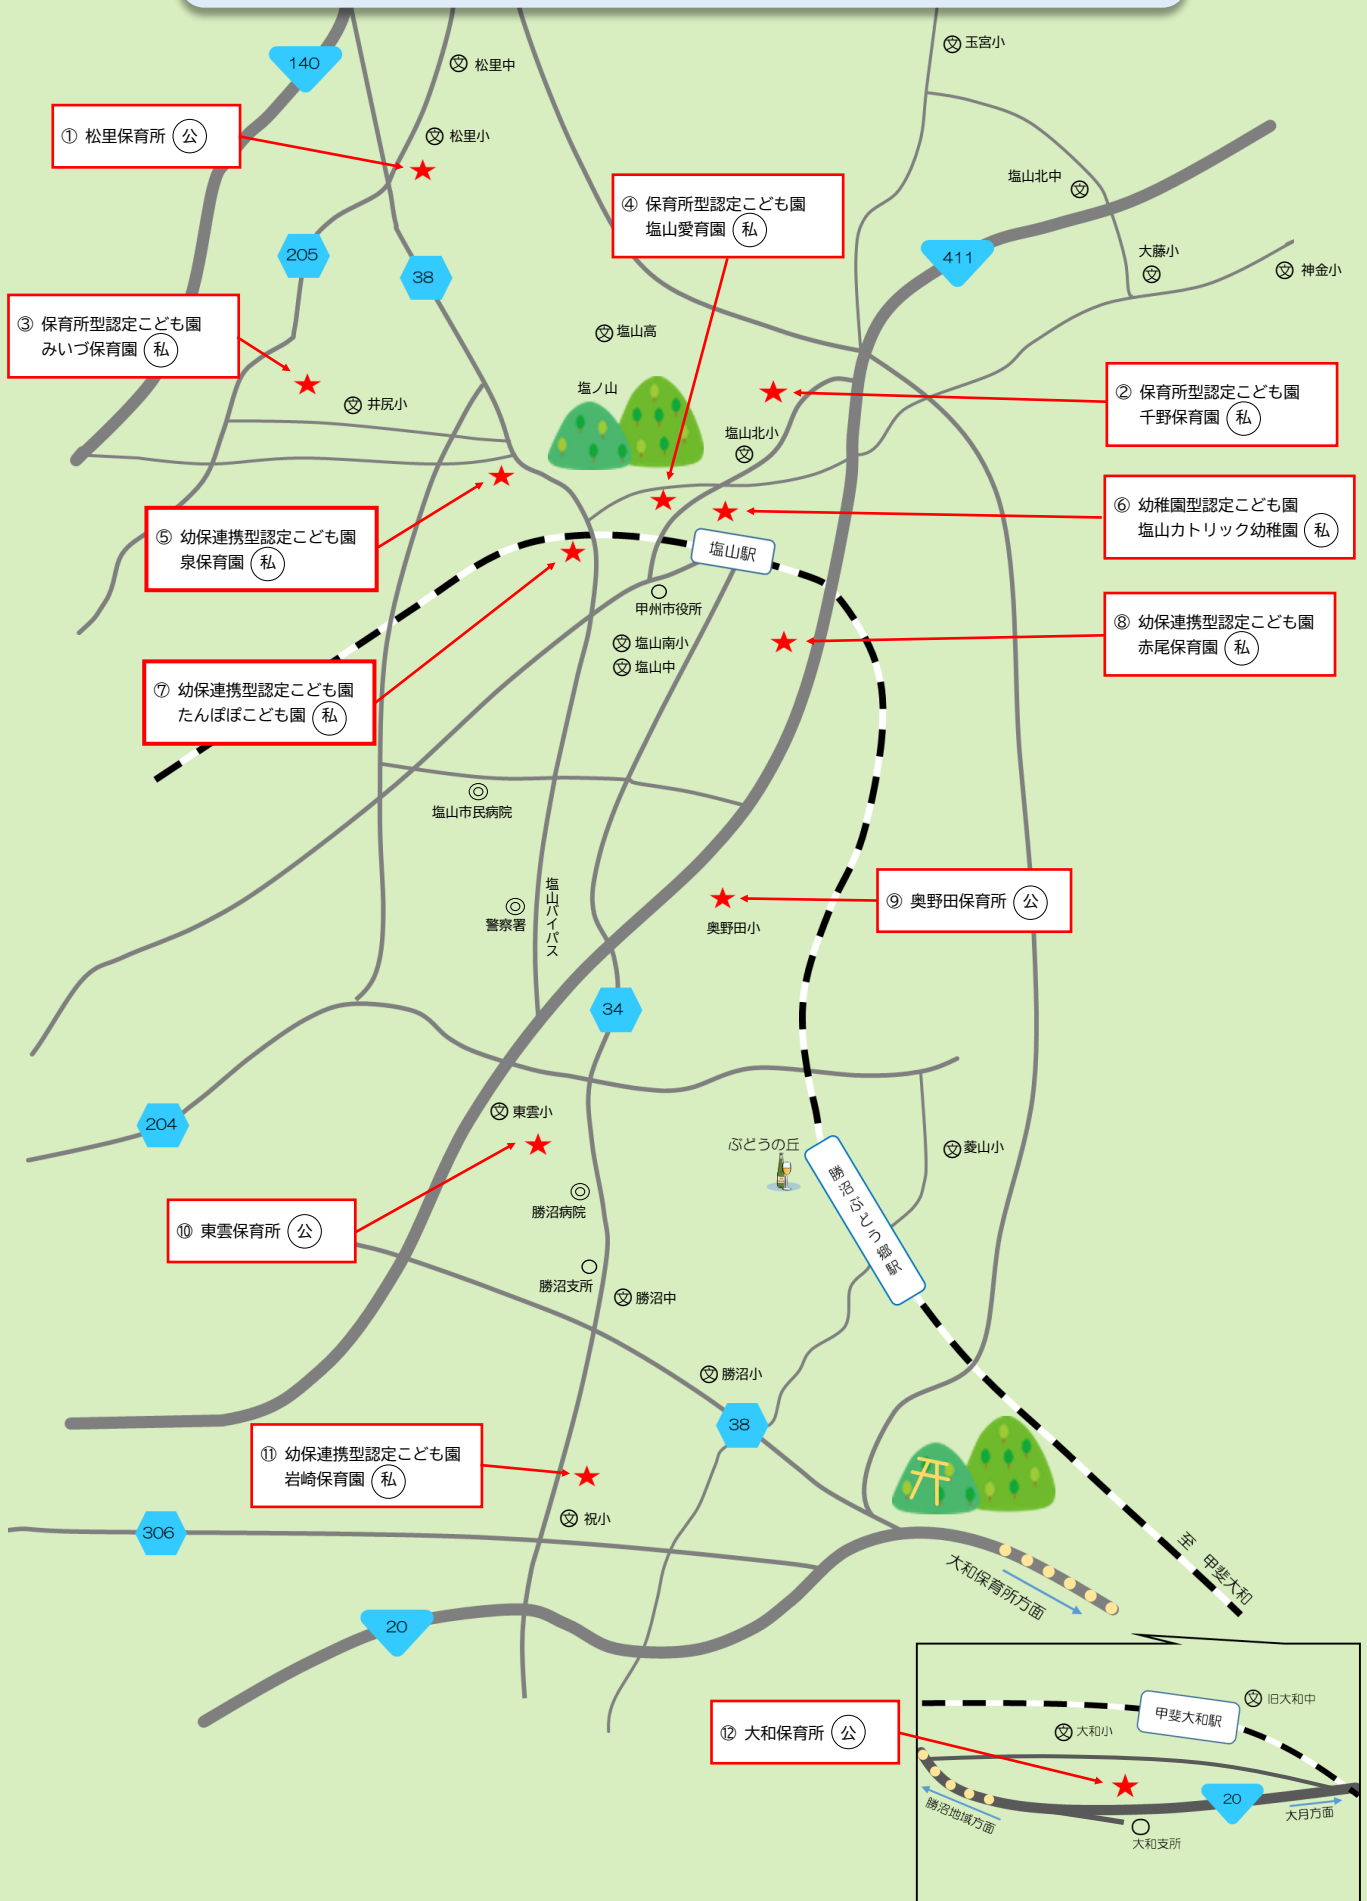 玉宮小
松里中
140
① 松里保育所 公
松里小
塩山北中
④ 保育所型認定こども園
塩山愛育園 私
205
38
411
大藤小
神金小
③ 保育所型認定こども園
みいづ保育園 私
塩山高
塩ノ山
井尻小
② 保育所型認定こども園
千野保育園 私
塩山北小
⑤ 幼保連携型認定こども園
泉保育園 私
⑥ 幼稚園型認定こども園
塩山カトリック幼稚園 私
塩山駅
甲州市役所
⑧ 幼保連携型認定こども園
赤尾保育園 私
塩山南小
塩山中
⑦ 幼保連携型認定こども園
たんぽぽこども園 私
塩山市民病院
塩山バイパス
警察署
⑨ 奥野田保育所 公
奥野田小
34
204
東雲小
ぶどうの丘
菱山小
勝沼ぶどう郷駅
⑩ 東雲保育所 公
勝沼病院
勝沼支所
勝沼中
勝沼小
38
⑪ 幼保連携型認定こども園
岩崎保育園 私
祝小
306
大和保育所方面
至 甲斐大和
20
⑫ 大和保育所 公
甲斐大和駅
旧大和中
大和小
勝沼地域方面
20
大月方面
大和支所